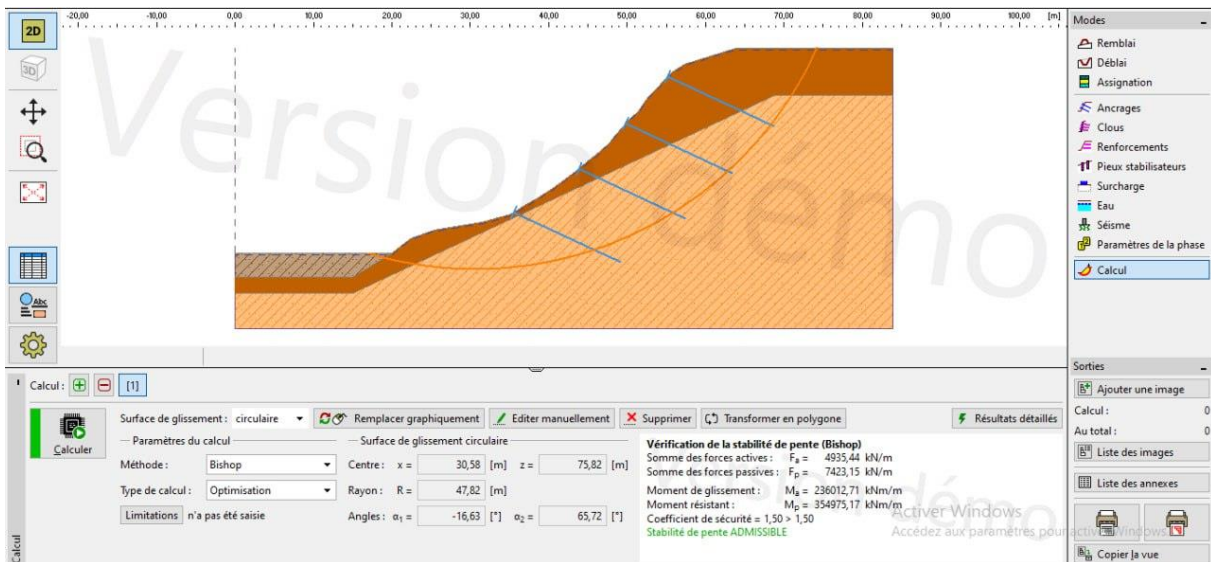 -20,00 -10,00 0,00 10,00 20,00 30,00 40,00 50,00 60,00 70,00 80,00 90,00 100,00 [m]
2D
3D
Version démo
Modes
Remblai
Déblai
Assignation
Ancrages
Clous
Renforcements
Pieux stabilisateurs
Surcharge
Eau
Séisme
Paramètres de la phase
Calcul
Abc
Calcul : [1]
Calculer
Surface de glissement : circulaire Remplacer graphiquement Editer manuellement Supprimer Transformer en polygone Résultats détaillés
Paramètres du calcul
Méthode : Bishop
Type de calcul : Optimisation
Limitations n'a pas été saisie
Surface de glissement circulaire
Centre : x = 30,58 [m] z = 75,82 [m]
Rayon : R = 47,82 [m]
Angles : α1 = -16,63 [°] α2 = 65,72 [°]
Vérification de la stabilité de pente (Bishop)
Somme des forces actives : Fa = 4935,44 kN/m
Somme des forces passives : Fp = 7423,15 kN/m
Moment de glissement : Ma = 236012,71 kNm/m
Moment résistant : Mp = 354975,17 kNm/m
Coefficient de sécurité = 1,50 > 1,50
Stabilité de pente ADMISSIBLE
version démo
Activer Windows
Accédez aux paramètres pour activer Windows.
Calcul
Sorties
Ajouter une image
Calcul : 0
Au total : 0
Liste des images
Liste des annexes
Copier la vue